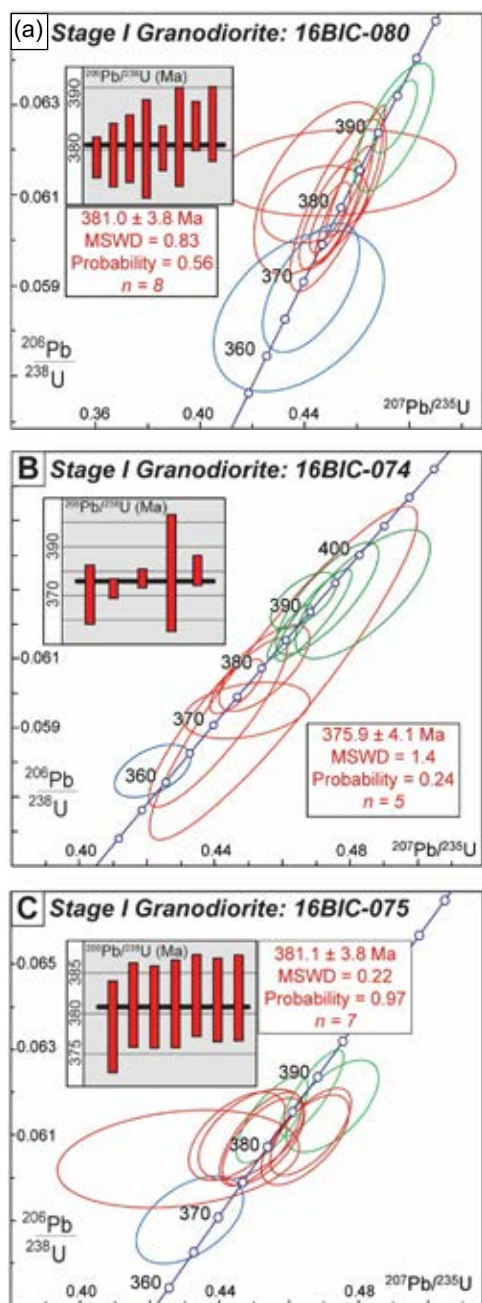 (a) Stage I Granodiorite: 16BIC-080
206Pb/238U (Ma)
390
380
381.0 ± 3.8 Ma
MSWD = 0.83
Probability = 0.56
n = 8
0.063
0.061
0.059
390
380
370
360
206Pb
238U
207Pb/235U
0.36
0.40
0.44
B Stage I Granodiorite: 16BIC-074
206Pb/238U (Ma)
390
370
400
390
380
370
360
0.061
0.059
375.9 ± 4.1 Ma
MSWD = 1.4
Probability = 0.24
n = 5
206Pb
238U
207Pb/235U
0.40
0.44
0.48
C Stage I Granodiorite: 16BIC-075
206Pb/238U (Ma)
385
380
375
381.1 ± 3.8 Ma
MSWD = 0.22
Probability = 0.97
n = 7
0.065
0.063
0.061
390
380
370
360
206Pb
238U
207Pb/235U
0.40
0.44
0.48